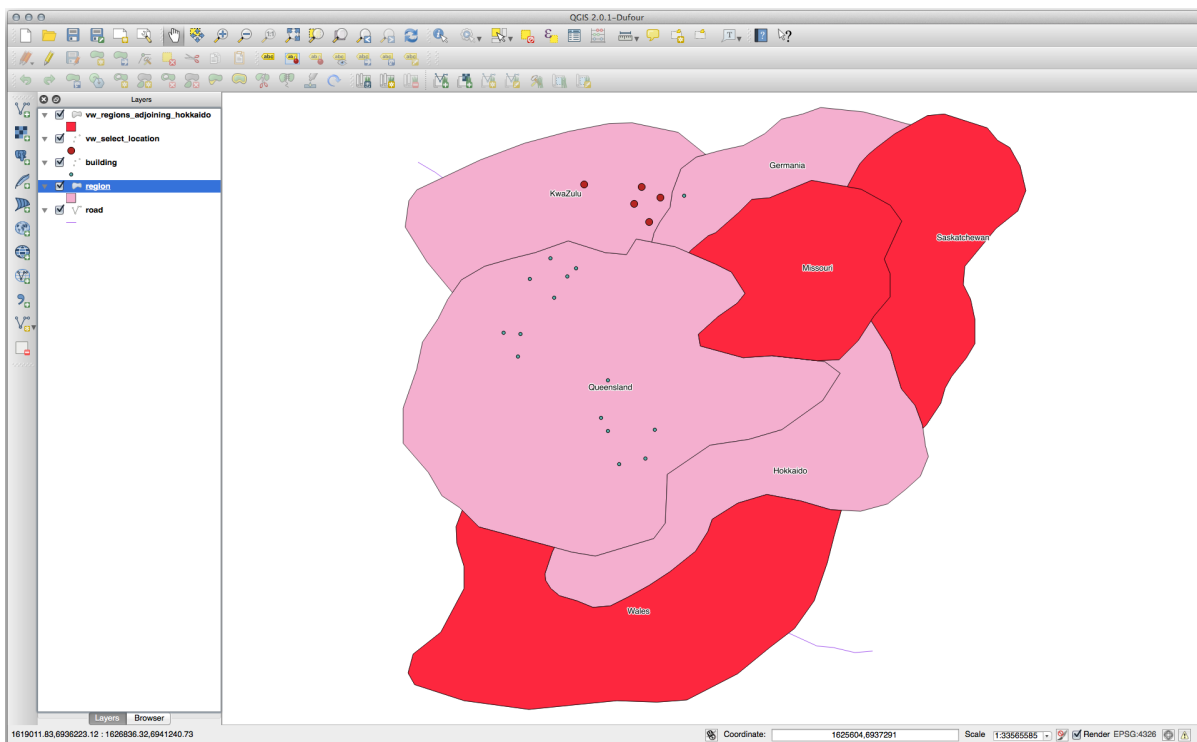 QGIS 2.0.1-Dufour
Layers
vw_regions_adjoining_hokkaido
vw_select_location
building
region
road
KwaZulu
Germania
Saskatchewan
Missouri
Queensland
Hokkaido
Wales
Layers Browser
1619011.83,6936223.12 : 1626836.32,6941240.73
Coordinate: 1625604,6937291 Scale 1:33565585 Render EPSG:4326